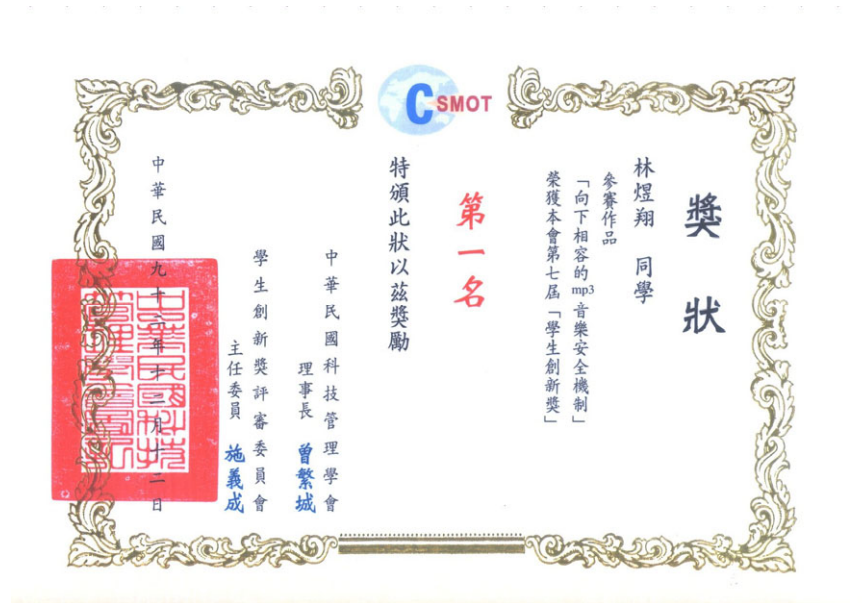 CSMOT
獎狀
林煜翔 同學
參賽作品
「向下相容的mp3音樂安全機制」
榮獲本會第七屆「學生創新獎」
第一名
特頒此狀以茲獎勵
中華民國科技管理學會
理事長 曾繁城
學生創新獎評審委員會
主任委員 施義成
中華民國九十二年十二月十二日